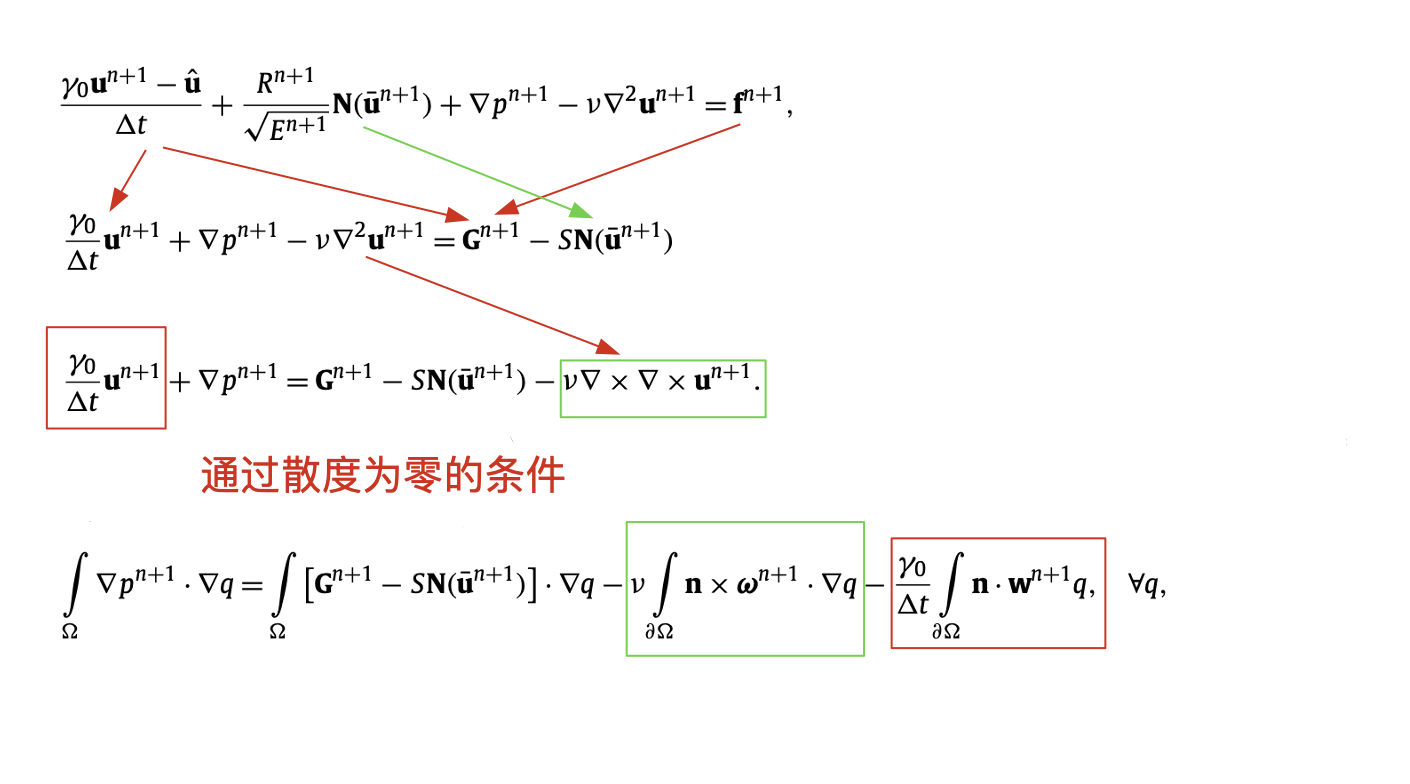 \frac{\gamma_0 \mathbf{u}^{n+1} - \hat{\mathbf{u}}}{\Delta t} + \frac{R^{n+1}}{\sqrt{E^{n+1}}} \mathbf{N}(\bar{\mathbf{u}}^{n+1}) + \nabla p^{n+1} - \nu \nabla^2 \mathbf{u}^{n+1} = \mathbf{f}^{n+1},
\frac{\gamma_0}{\Delta t} \mathbf{u}^{n+1} + \nabla p^{n+1} - \nu \nabla^2 \mathbf{u}^{n+1} = \mathbf{G}^{n+1} - S\mathbf{N}(\bar{\mathbf{u}}^{n+1})
\frac{\gamma_0}{\Delta t} \mathbf{u}^{n+1} + \nabla p^{n+1} = \mathbf{G}^{n+1} - S\mathbf{N}(\bar{\mathbf{u}}^{n+1}) - \nu \nabla \times \nabla \times \mathbf{u}^{n+1}.
通过散度为零的条件
\int_{\Omega} \nabla p^{n+1} \cdot \nabla q = \int_{\Omega} [\mathbf{G}^{n+1} - S\mathbf{N}(\bar{\mathbf{u}}^{n+1})] \cdot \nabla q - \nu \int_{\partial\Omega} \mathbf{n} \times \boldsymbol{\omega}^{n+1} \cdot \nabla q - \frac{\gamma_0}{\Delta t} \int_{\partial\Omega} \mathbf{n} \cdot \mathbf{w}^{n+1} q, \quad \forall q,